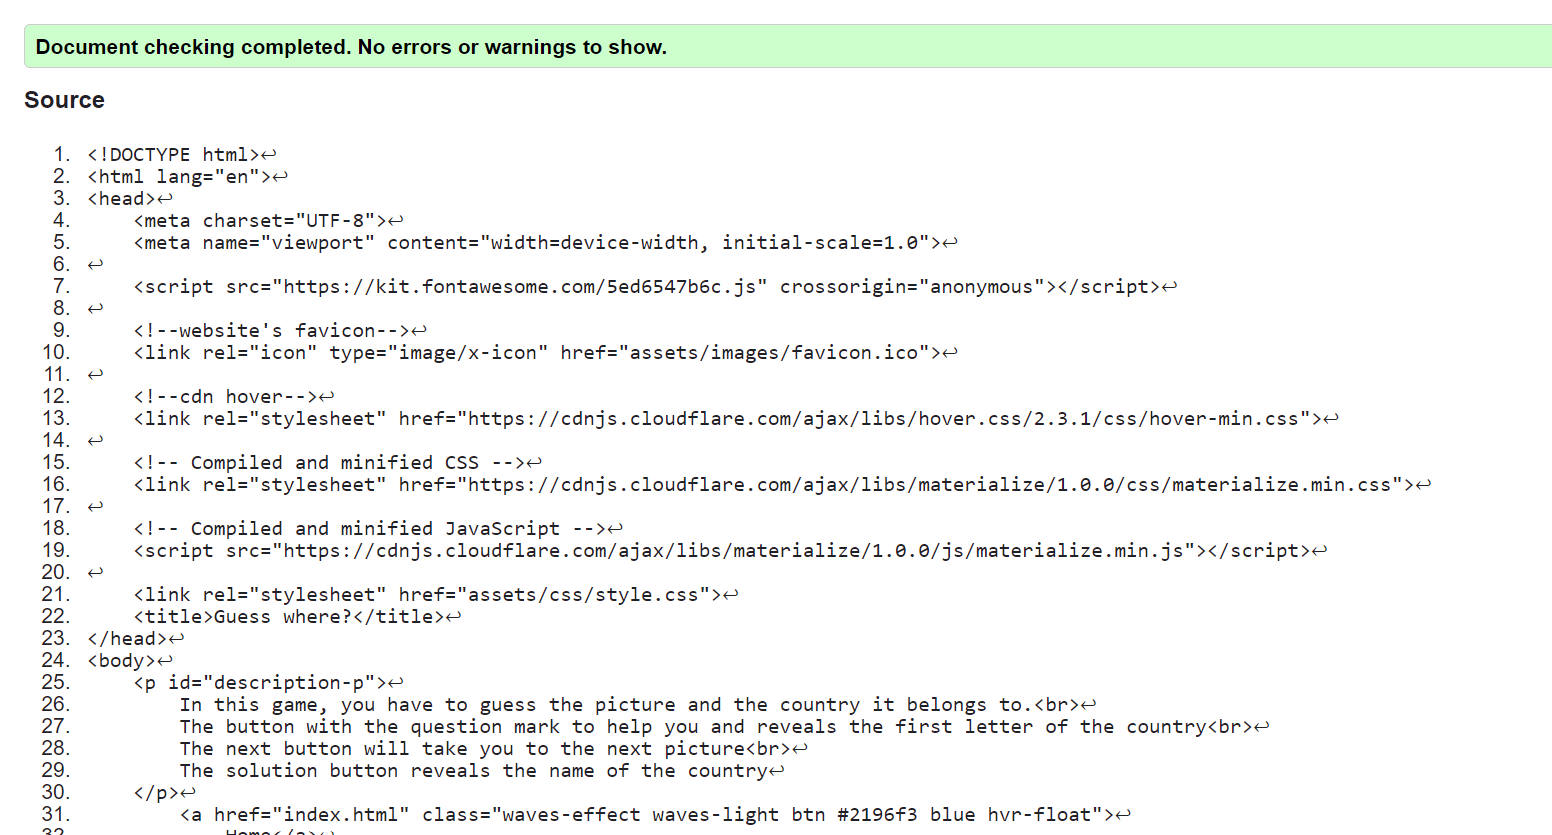 Document checking completed. No errors or warnings to show.
Source
1. <!DOCTYPE html>↩
2. <html lang="en">↩
3. <head>↩
4.     <meta charset="UTF-8">↩
5.     <meta name="viewport" content="width=device-width, initial-scale=1.0">↩
6. ↩
7.     <script src="https://kit.fontawesome.com/5ed6547b6c.js" crossorigin="anonymous"></script>↩
8. ↩
9.     <!--website's favicon-->↩
10.     <link rel="icon" type="image/x-icon" href="assets/images/favicon.ico">↩
11. ↩
12.     <!--cdn hover-->↩
13.     <link rel="stylesheet" href="https://cdnjs.cloudflare.com/ajax/libs/hover.css/2.3.1/css/hover-min.css">↩
14. ↩
15.     <!-- Compiled and minified CSS -->↩
16.     <link rel="stylesheet" href="https://cdnjs.cloudflare.com/ajax/libs/materialize/1.0.0/css/materialize.min.css">↩
17. ↩
18.     <!-- Compiled and minified JavaScript -->↩
19.     <script src="https://cdnjs.cloudflare.com/ajax/libs/materialize/1.0.0/js/materialize.min.js"></script>↩
20. ↩
21.     <link rel="stylesheet" href="assets/css/style.css">↩
22.     <title>Guess where?</title>↩
23. </head>↩
24. <body>↩
25.     <p id="description-p">↩
26.         In this game, you have to guess the picture and the country it belongs to.<br>↩
27.         The button with the question mark to help you and reveals the first letter of the country<br>↩
28.         The next button will take you to the next picture<br>↩
29.         The solution button reveals the name of the country↩
30.     </p>↩
31.         <a href="index.html" class="waves-effect waves-light btn #2196f3 blue hvr-float">↩
32.             Home</a>↩